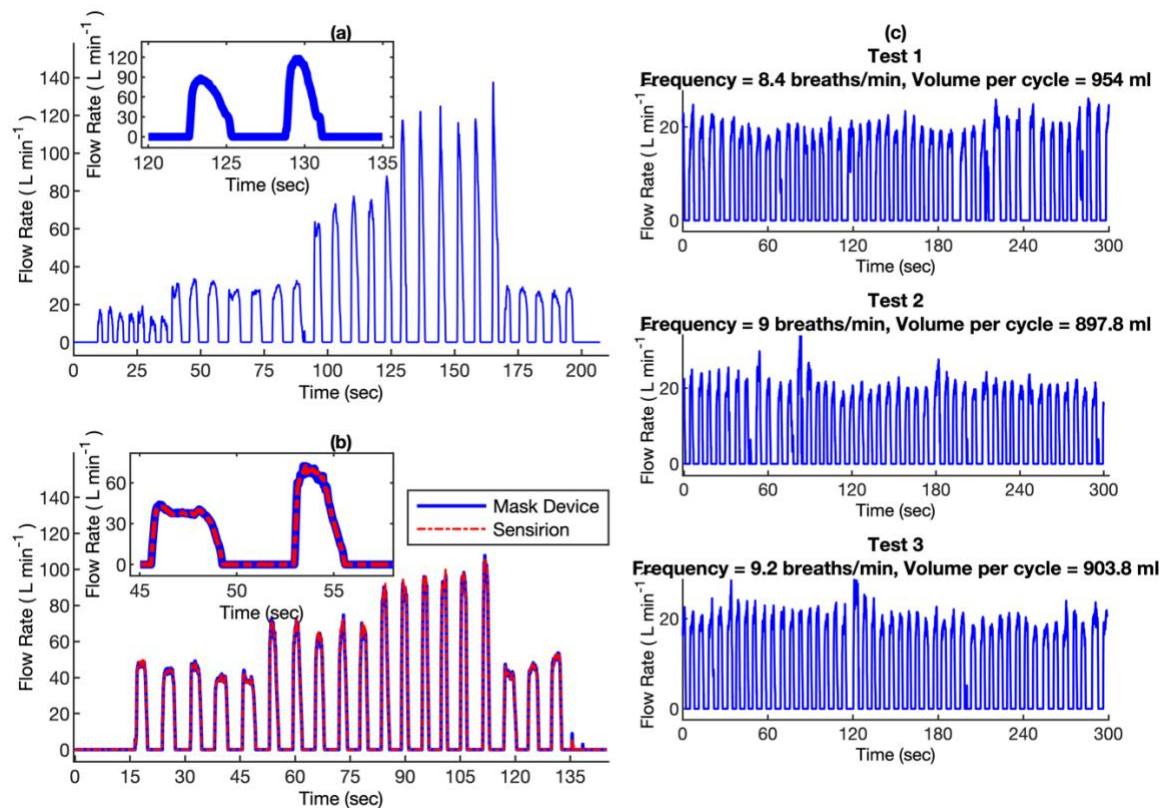 (a)
Flow Rate ( L min⁻¹)
140
120
100
80
60
40
20
0
0 25 50 75 100 125 150 175 200
Time (sec)
Flow Rate ( L min⁻¹)
120
90
60
30
0
120 125 130 135
Time (sec)
(b)
Flow Rate ( L min⁻¹)
140
120
100
80
60
40
20
0
0 15 30 45 60 75 90 105 120 135
Time (sec)
Flow Rate ( L min⁻¹)
60
30
0
45 50 55
Time (sec)
Mask Device
Sensirion
(c)
Test 1
Frequency = 8.4 breaths/min, Volume per cycle = 954 ml
Flow Rate ( L min⁻¹)
20
0
0 60 120 180 240 300
Time (sec)
Test 2
Frequency = 9 breaths/min, Volume per cycle = 897.8 ml
Flow Rate ( L min⁻¹)
20
0
0 60 120 180 240 300
Time (sec)
Test 3
Frequency = 9.2 breaths/min, Volume per cycle = 903.8 ml
Flow Rate ( L min⁻¹)
20
0
0 60 120 180 240 300
Time (sec)